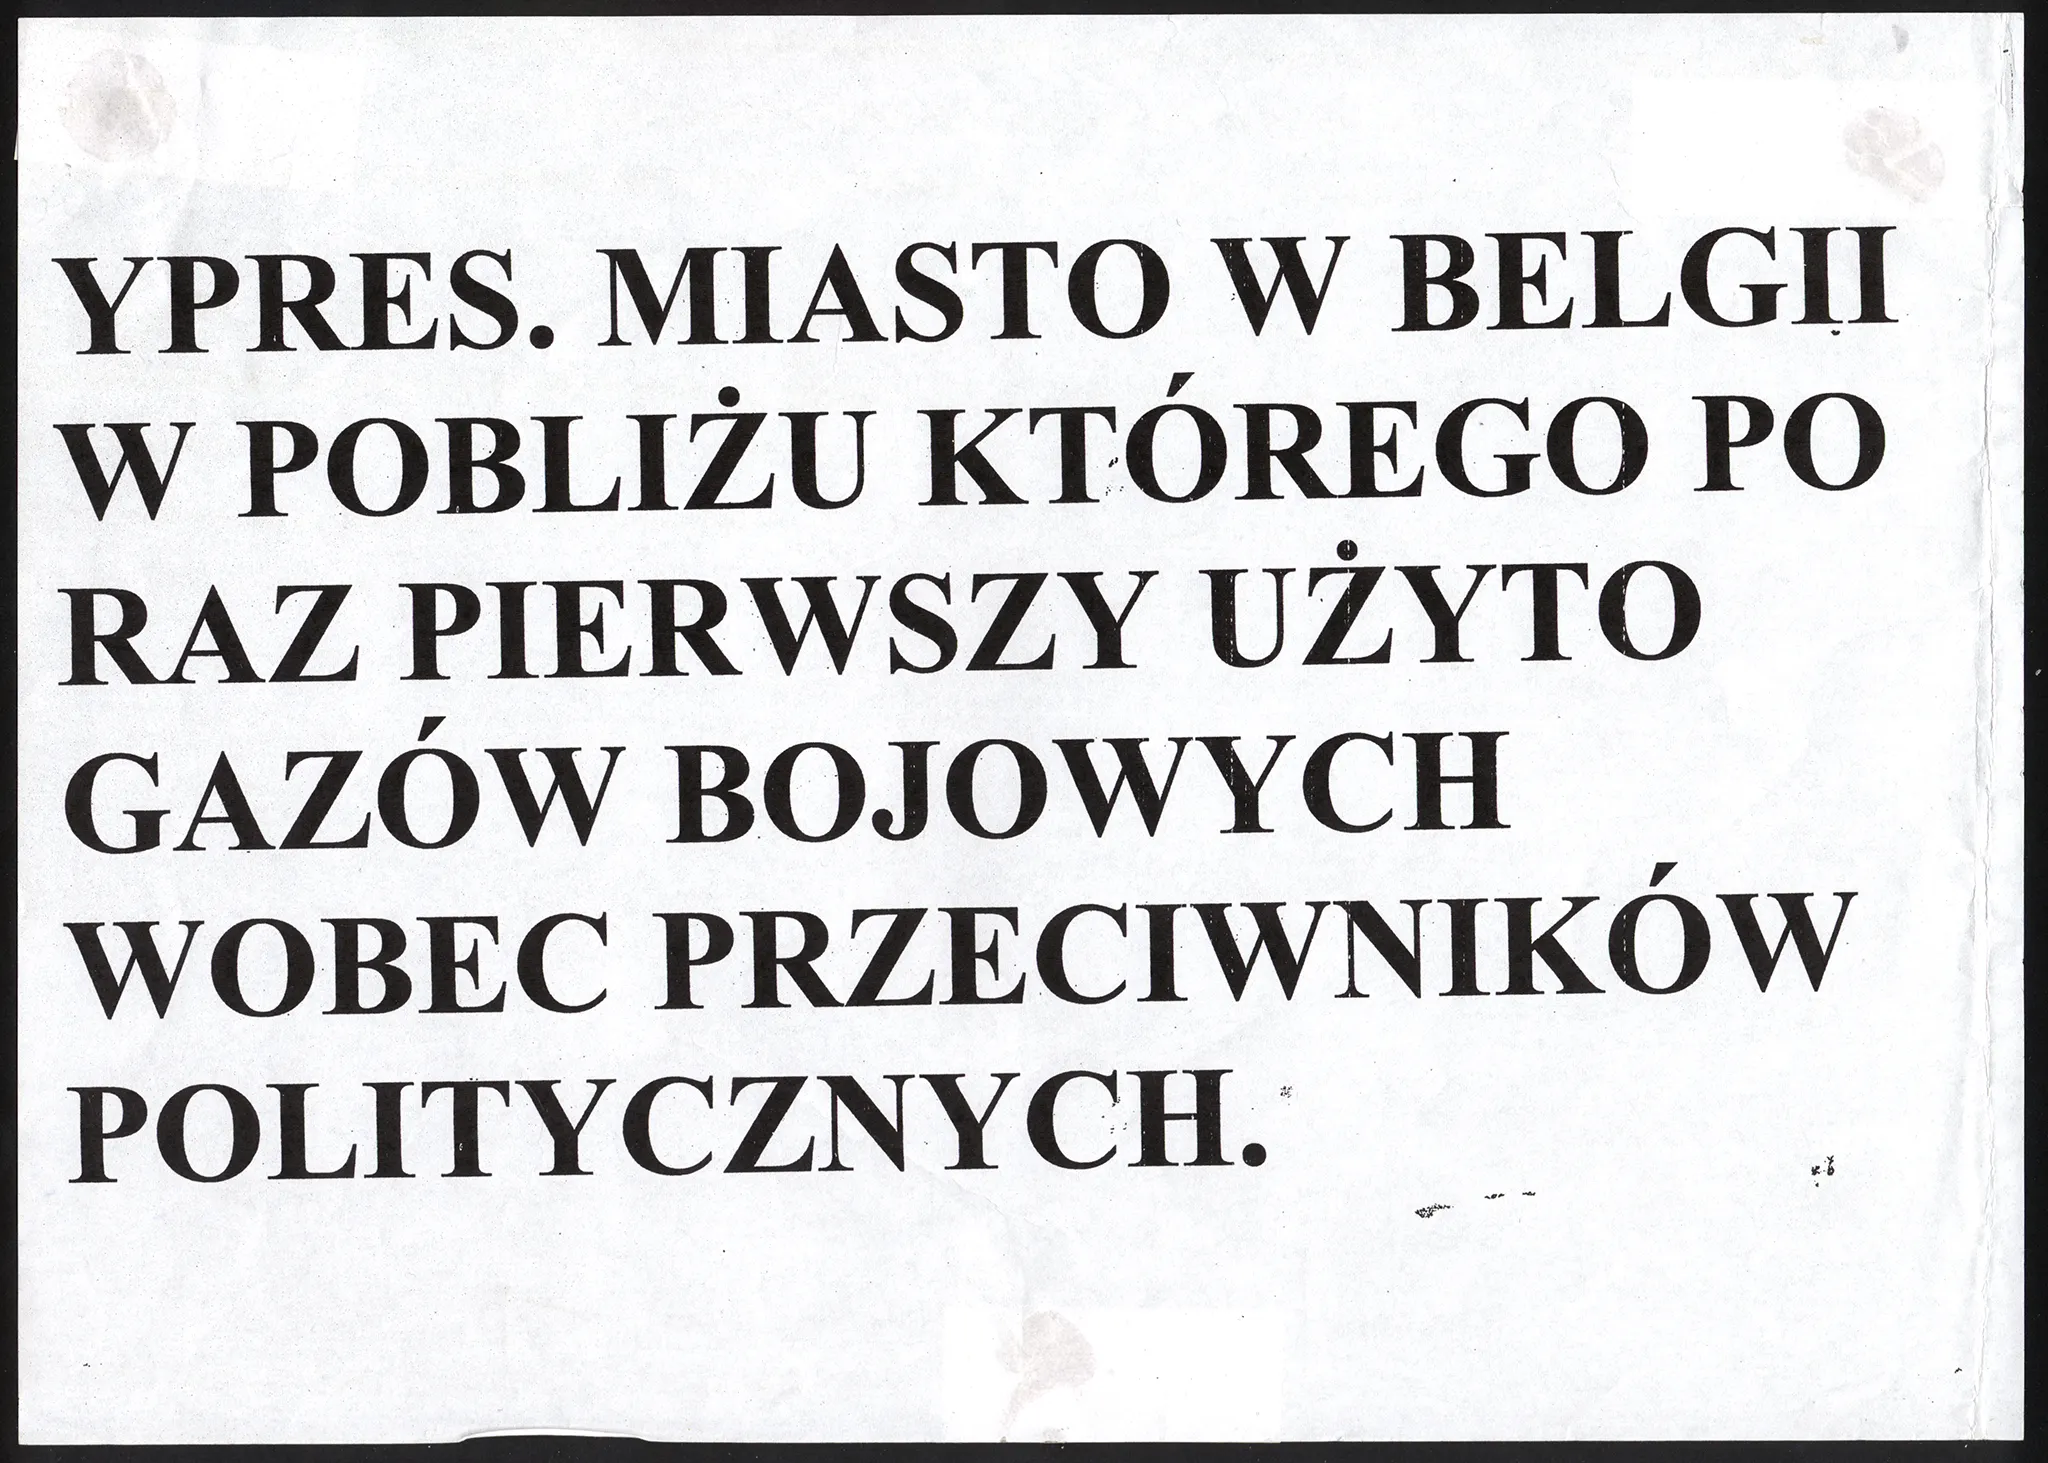 YPRES. MIASTO W BELGII
W POBLIŻU KTÓREGO PO
RAZ PIERWSZY UŻYTO
GAZÓW BOJOWYCH
WOBEC PRZECIWNIKÓW
POLITYCZNYCH.